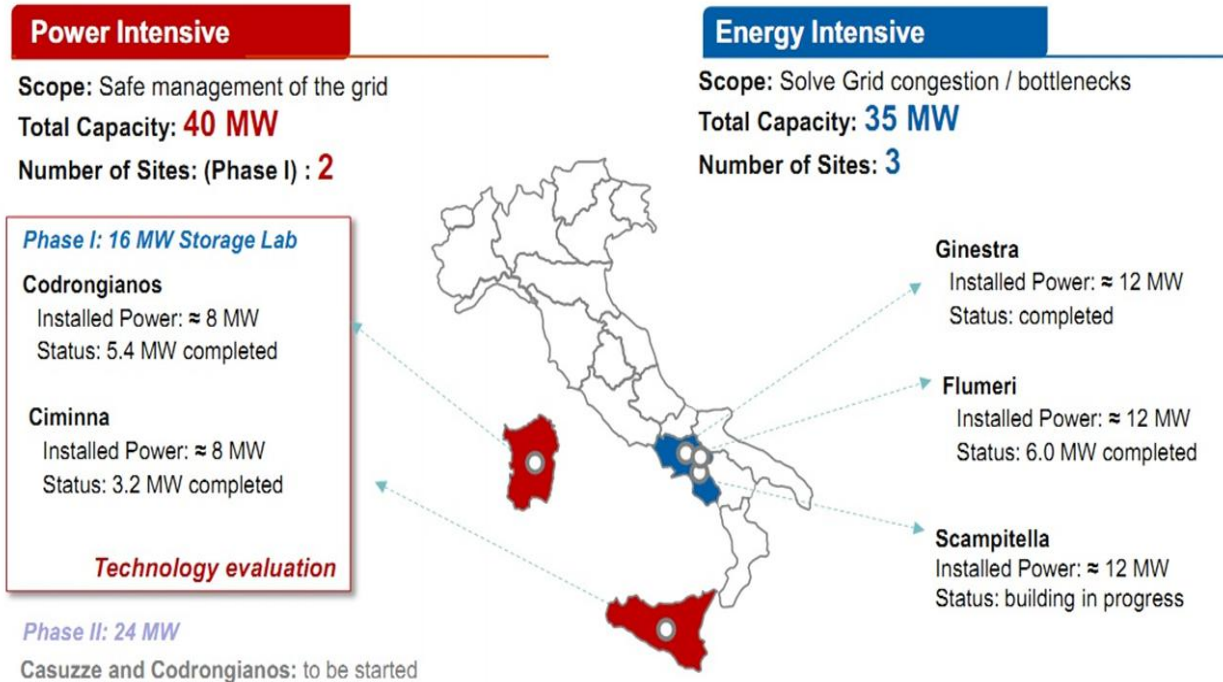 Power Intensive
Scope: Safe management of the grid
Total Capacity: 40 MW
Number of Sites: (Phase I) : 2
Phase I: 16 MW Storage Lab
Codrongianos
Installed Power: ≈ 8 MW
Status: 5.4 MW completed
Ciminna
Installed Power: ≈ 8 MW
Status: 3.2 MW completed
Technology evaluation
Phase II: 24 MW
Casuzze and Codrongianos: to be started
Energy Intensive
Scope: Solve Grid congestion / bottlenecks
Total Capacity: 35 MW
Number of Sites: 3
Ginestra
Installed Power: ≈ 12 MW
Status: completed
Flumeri
Installed Power: ≈ 12 MW
Status: 6.0 MW completed
Scampitella
Installed Power: ≈ 12 MW
Status: building in progress